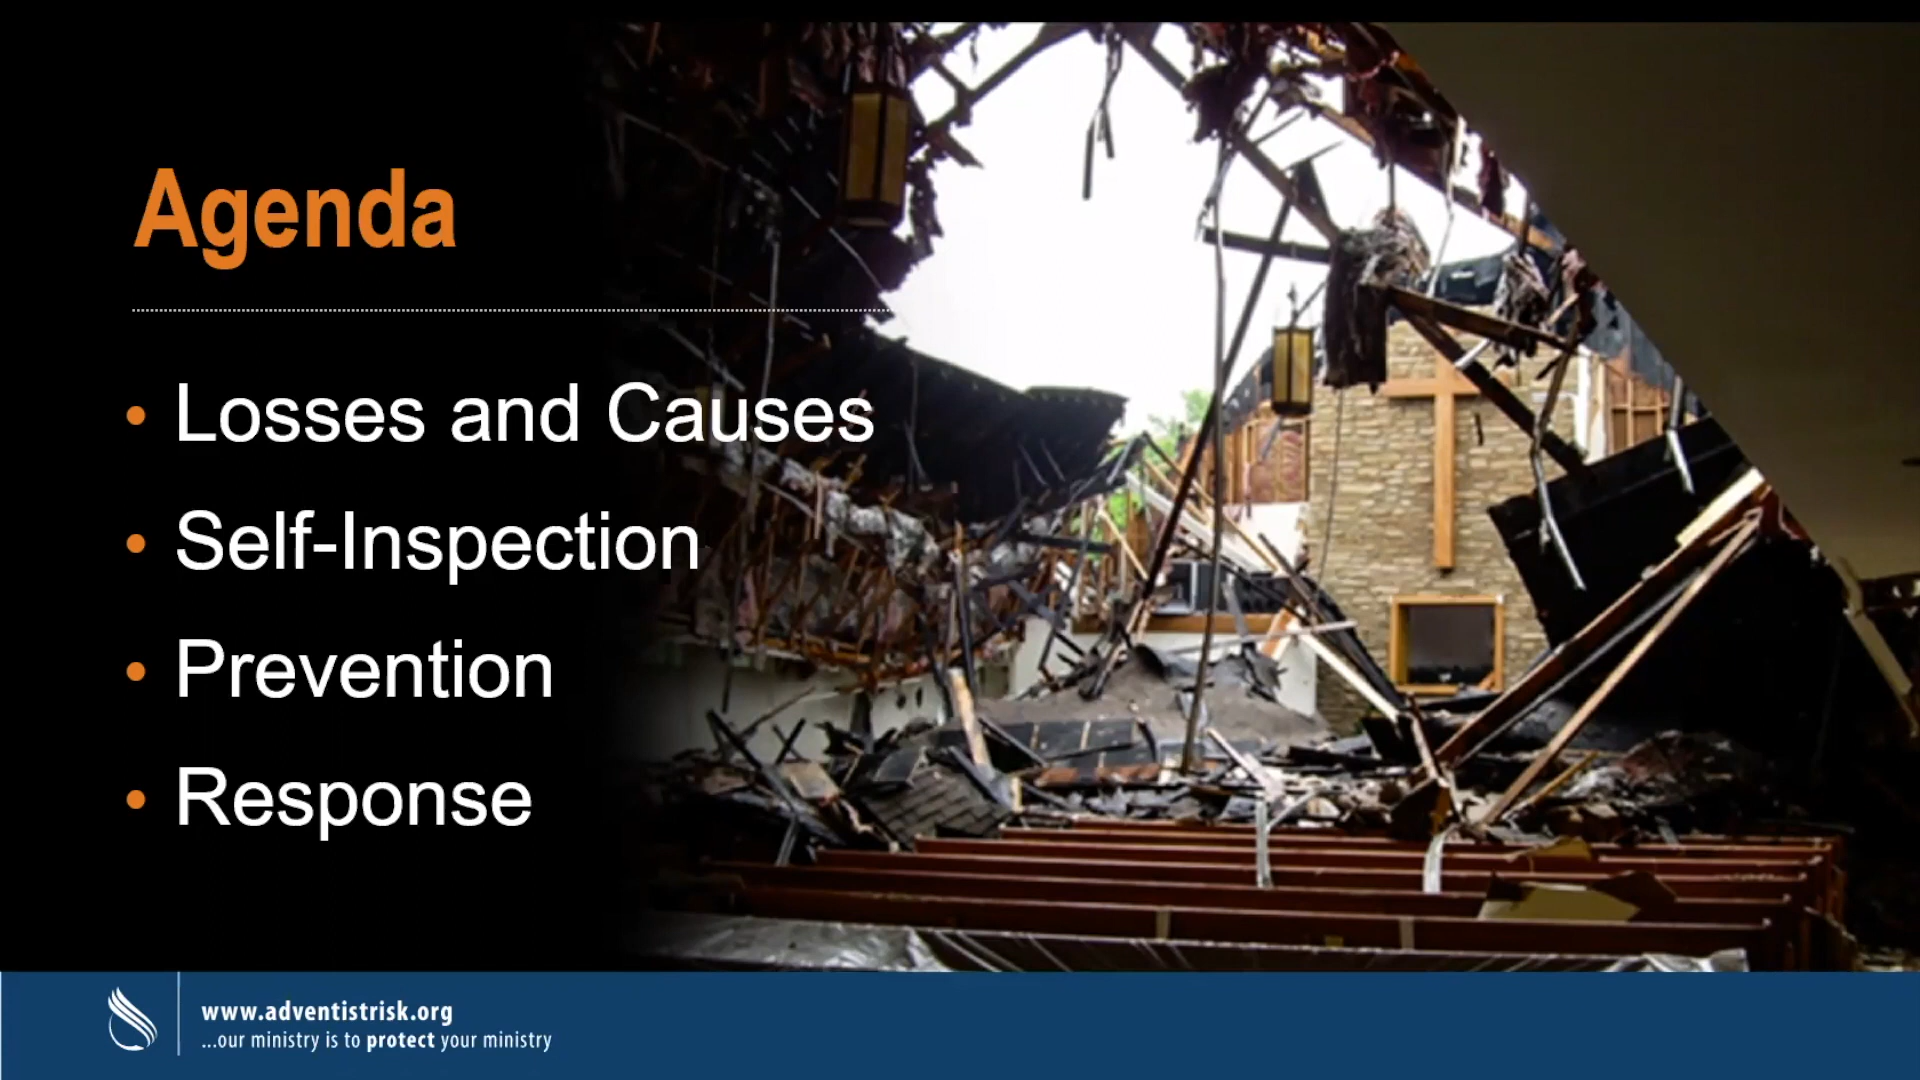 Agenda
• Losses and Causes
• Self-Inspection
• Prevention
• Response
www.adventistrisk.org
...our ministry is to protect your ministry